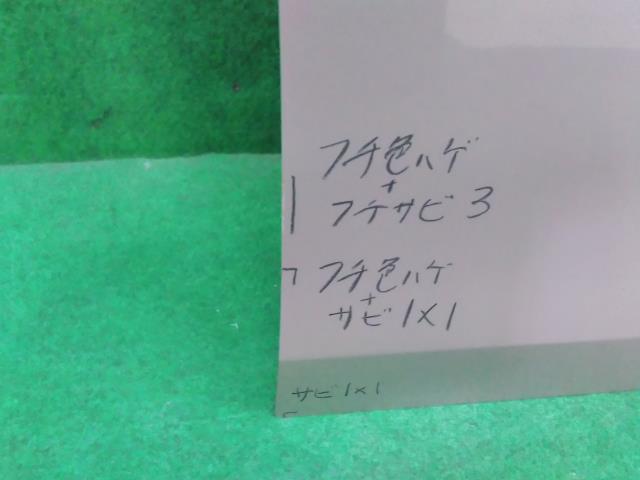 フチ色ハゲ
+
フチサビ 3
フチ色ハゲ
+
サビ 1×1
サビ 1×1